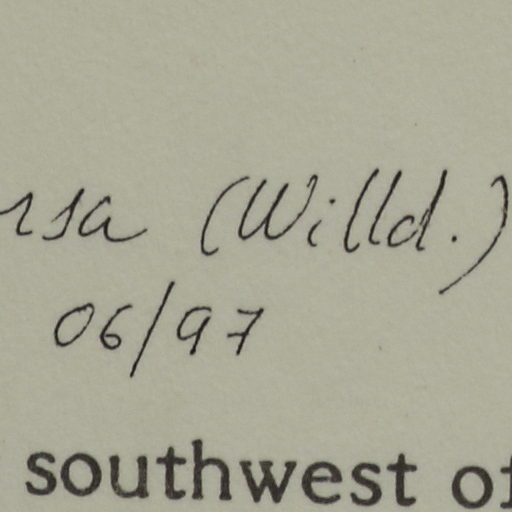 rsa (Willd.)
06/97
southwest of